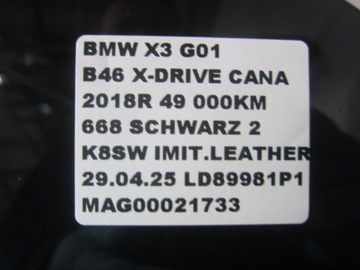 BMW X3 G01
B46 X-DRIVE CANA
2018R 49 000KM
668 SCHWARZ 2
K8SW IMIT.LEATHER
29.04.25 LD89981P1
MAG00021733